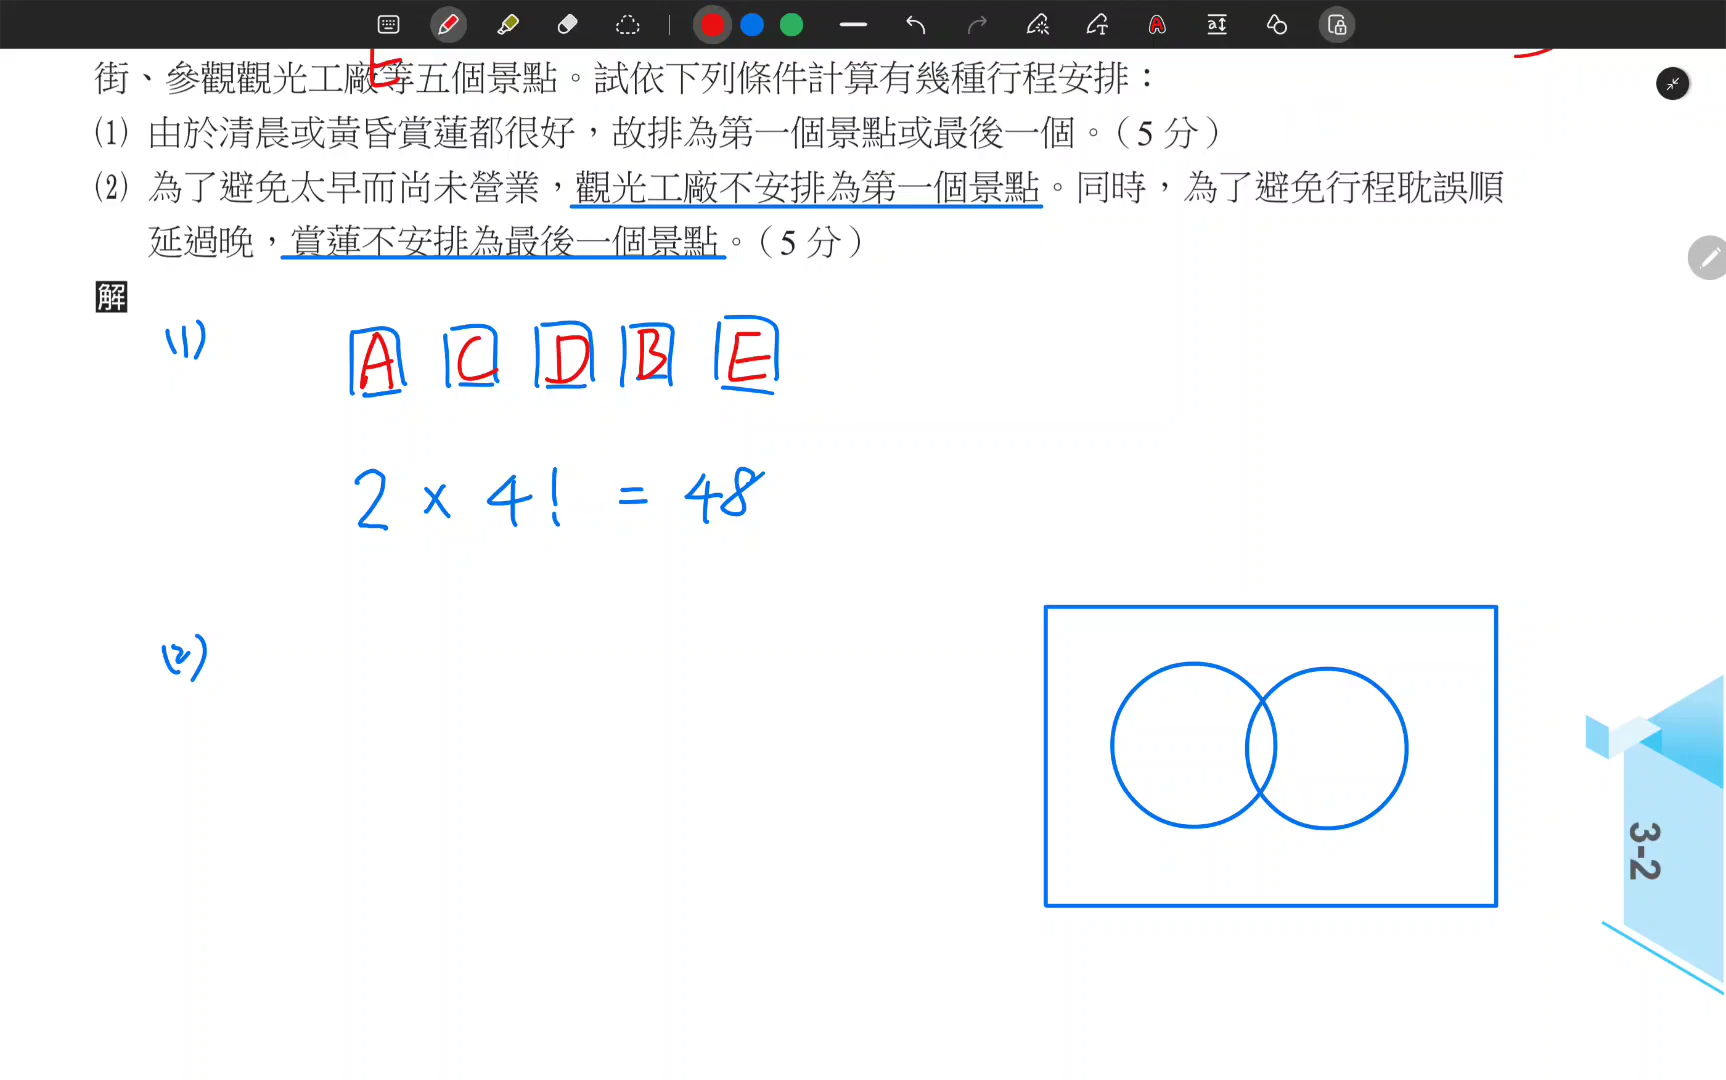 街、參觀觀光工廠等五個景點。試依下列條件計算有幾種行程安排：
E
(1) 由於清晨或黃昏賞蓮都很好，故排為第一個景點或最後一個。（5 分）
(2) 為了避免太早而尚未營業，觀光工廠不安排為第一個景點。同時，為了避免行程耽誤順
延過晚，賞蓮不安排為最後一個景點。（5 分）
解
(1) A C D B E
2 × 4! = 48
(2)
3-2